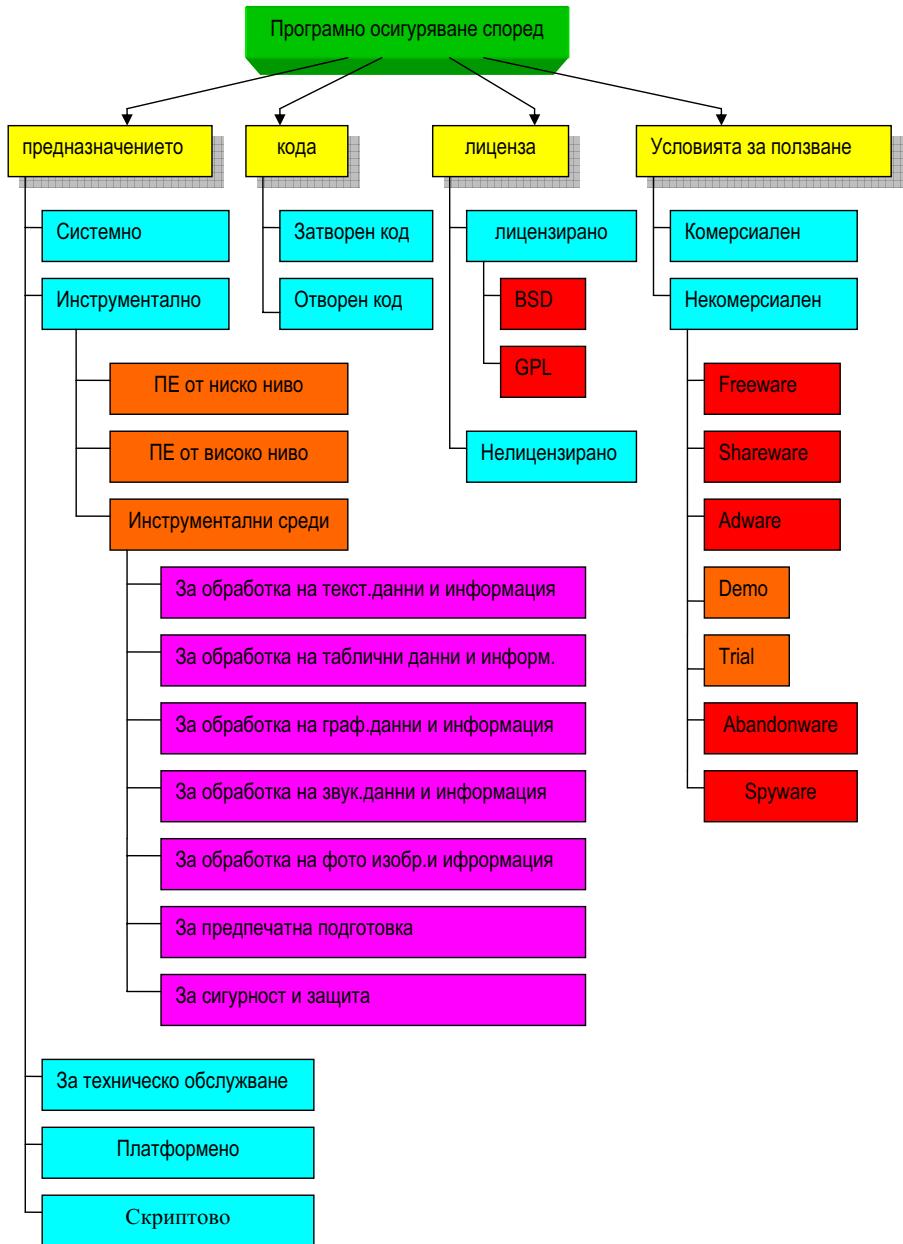 Програмно осигуряване според
предназначението
кода
лиценза
Условията за ползване
Системно
Инструментално
ПЕ от ниско ниво
ПЕ от високо ниво
Инструментални среди
За обработка на текст.данни и информация
За обработка на таблични данни и информ.
За обработка на граф.данни и информация
За обработка на звук.данни и информация
За обработка на фото изобр.и ифрормация
За предпечатна подготовка
За сигурност и защита
За техническо обслужване
Платформено
Скриптово
Затворен код
Отворен код
лицензирано
BSD
GPL
Нелицензирано
Комерсиален
Некомерсиален
Freeware
Shareware
Adware
Demo
Trial
Abandonware
Spyware